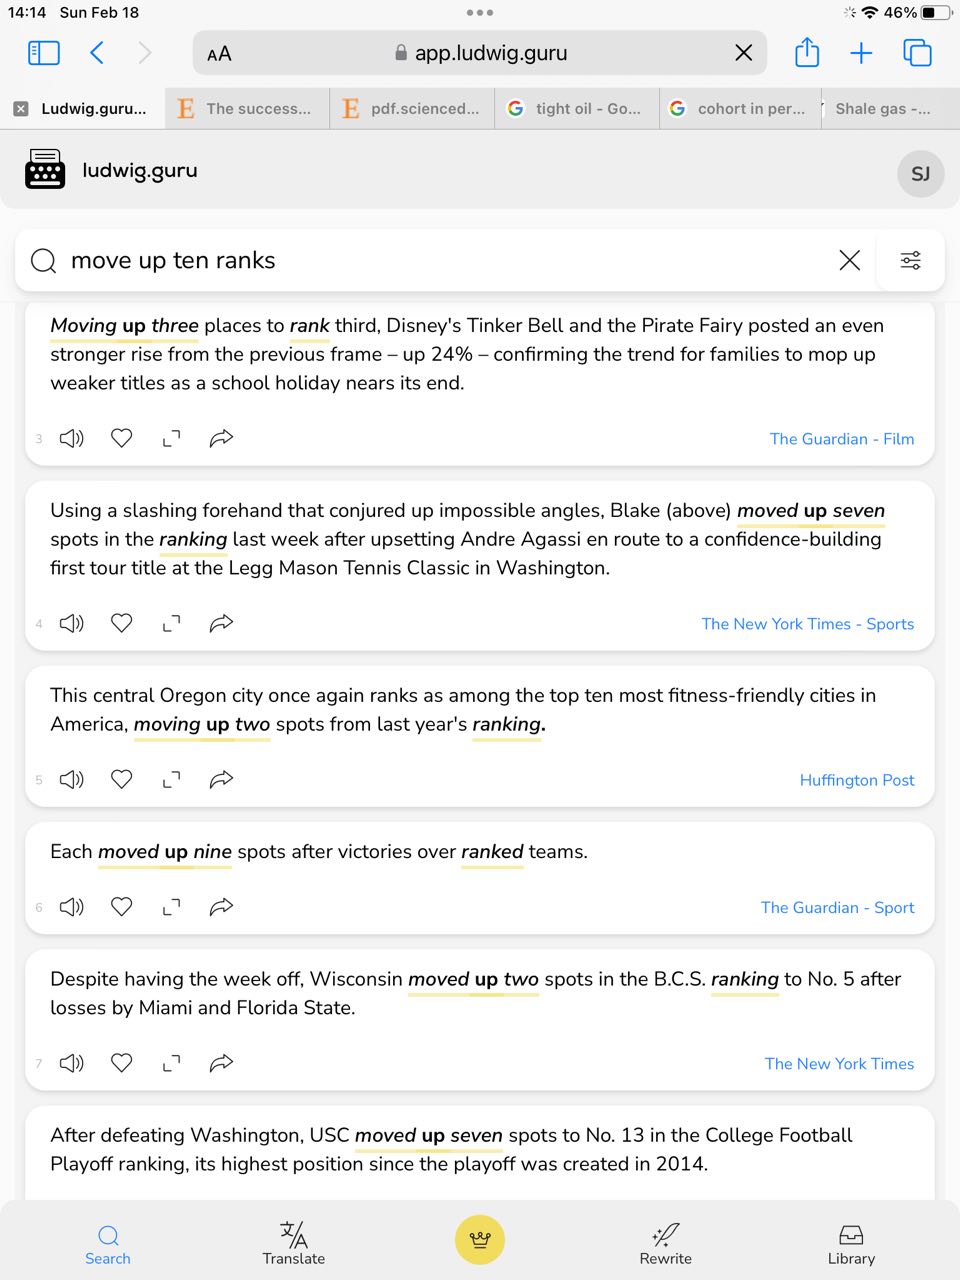 14:14 Sun Feb 18
46%
AA app.ludwig.guru
Ludwig.guru... The success... pdf.scienced... tight oil - Go... cohort in per... Shale gas -...
ludwig.guru SJ
move up ten ranks
Moving up three places to rank third, Disney's Tinker Bell and the Pirate Fairy posted an even
stronger rise from the previous frame – up 24% – confirming the trend for families to mop up
weaker titles as a school holiday nears its end.
3 The Guardian - Film
Using a slashing forehand that conjured up impossible angles, Blake (above) moved up seven
spots in the ranking last week after upsetting Andre Agassi en route to a confidence-building
first tour title at the Legg Mason Tennis Classic in Washington.
4 The New York Times - Sports
This central Oregon city once again ranks as among the top ten most fitness-friendly cities in
America, moving up two spots from last year's ranking.
5 Huffington Post
Each moved up nine spots after victories over ranked teams.
6 The Guardian - Sport
Despite having the week off, Wisconsin moved up two spots in the B.C.S. ranking to No. 5 after
losses by Miami and Florida State.
7 The New York Times
After defeating Washington, USC moved up seven spots to No. 13 in the College Football
Playoff ranking, its highest position since the playoff was created in 2014.
Search Translate Rewrite Library